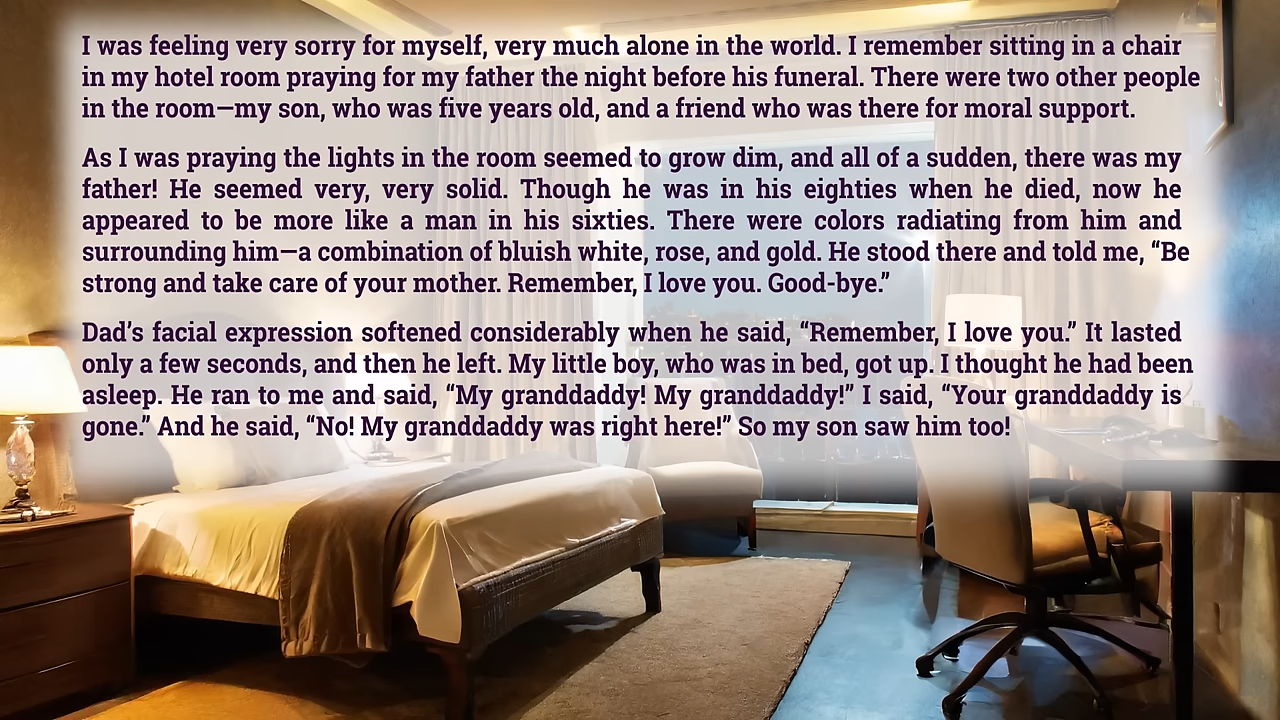 I was feeling very sorry for myself, very much alone in the world. I remember sitting in a chair
in my hotel room praying for my father the night before his funeral. There were two other people
in the room—my son, who was five years old, and a friend who was there for moral support.
As I was praying the lights in the room seemed to grow dim, and all of a sudden, there was my
father! He seemed very, very solid. Though he was in his eighties when he died, now he
appeared to be more like a man in his sixties. There were colors radiating from him and
surrounding him—a combination of bluish white, rose, and gold. He stood there and told me, “Be
strong and take care of your mother. Remember, I love you. Good-bye.”
Dad’s facial expression softened considerably when he said, “Remember, I love you.” It lasted
only a few seconds, and then he left. My little boy, who was in bed, got up. I thought he had been
asleep. He ran to me and said, “My granddaddy! My granddaddy!” I said, “Your granddaddy is
gone.” And he said, “No! My granddaddy was right here!” So my son saw him too!